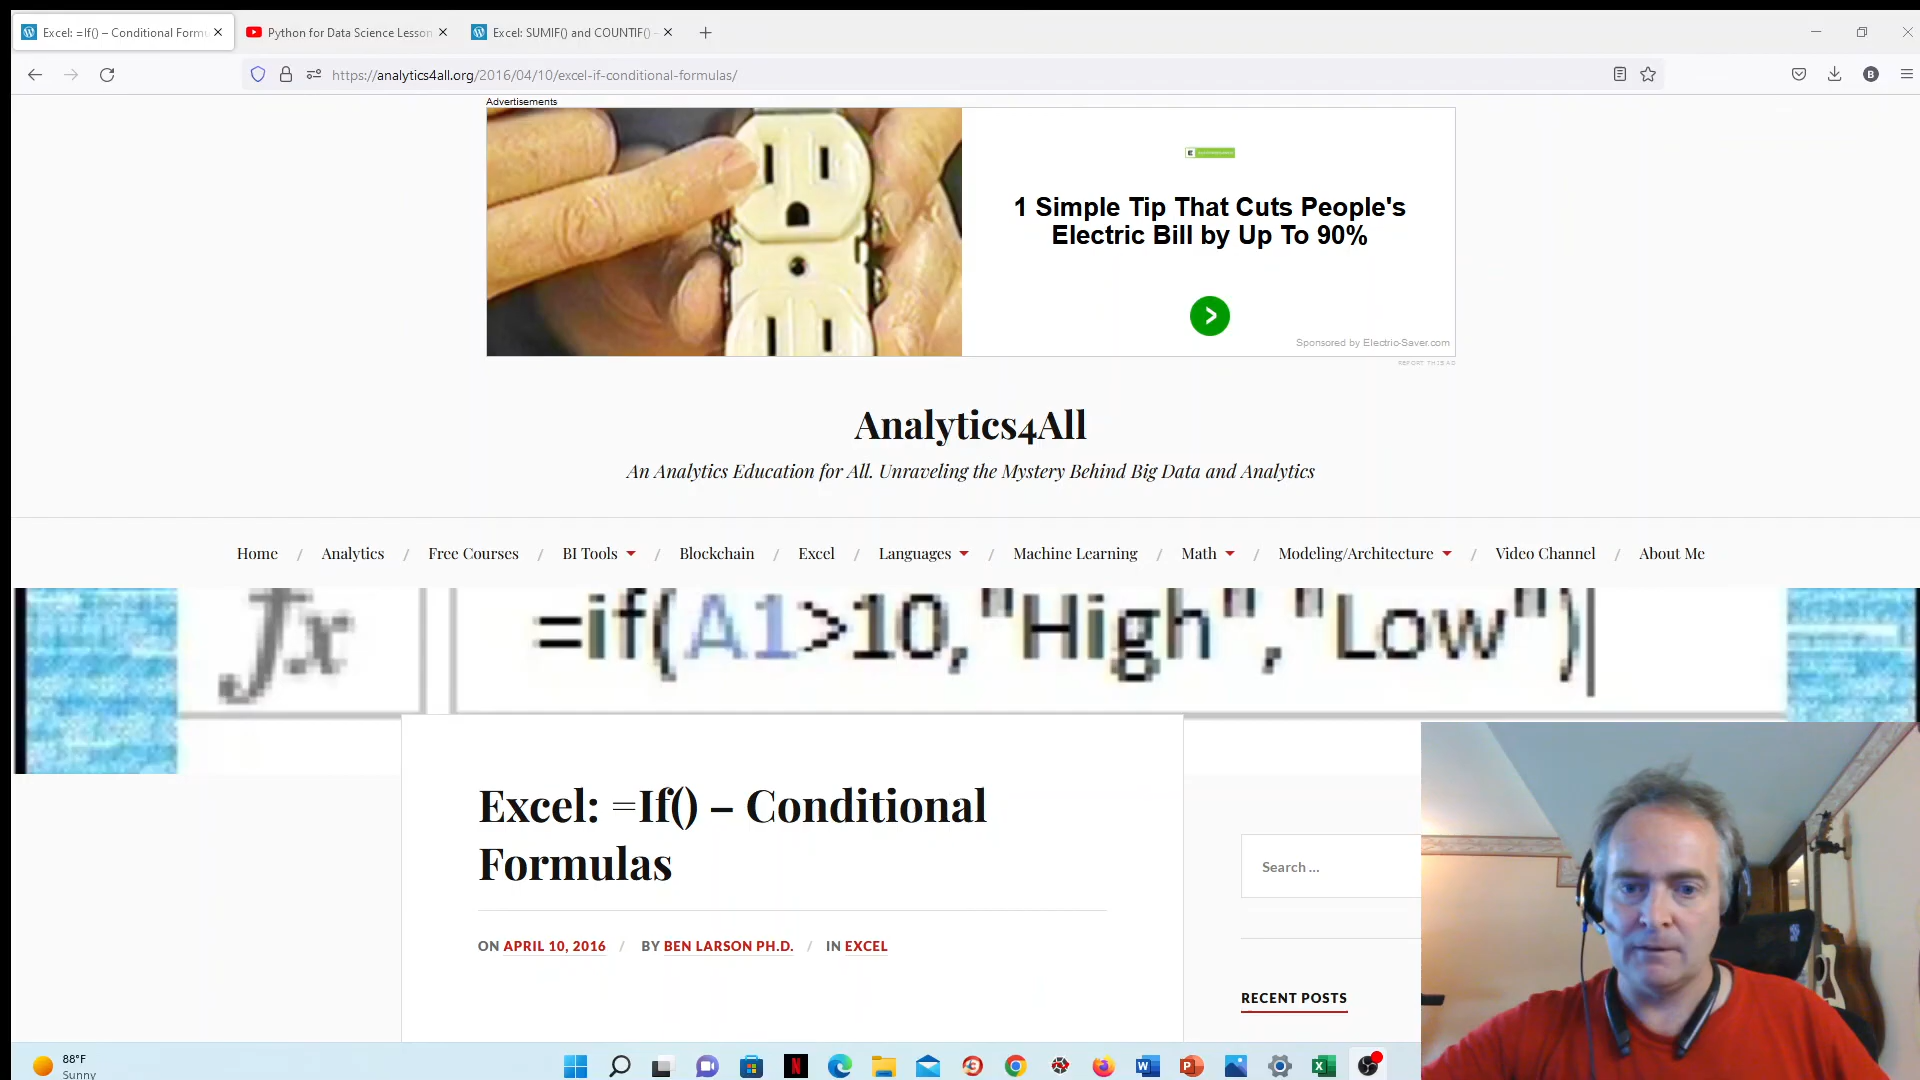 Excel: =If() – Conditional Formu
Python for Data Science Lesson
Excel: SUMIF() and COUNTIF() -
https://analytics4all.org/2016/04/10/excel-if-conditional-formulas/
B
Advertisements
1 Simple Tip That Cuts People's
Electric Bill by Up To 90%
Sponsored by Electric-Saver.com
REPORT THIS AD
Analytics4All
An Analytics Education for All. Unraveling the Mystery Behind Big Data and Analytics
Home / Analytics / Free Courses / BI Tools / Blockchain / Excel / Languages / Machine Learning / Math / Modeling/Architecture / Video Channel / About Me
fx =if(A1>10,"High","Low")
Excel: =If() – Conditional
Formulas
ON APRIL 10, 2016 / BY BEN LARSON PH.D. / IN EXCEL
Search ...
RECENT POSTS
88°F
Sunny